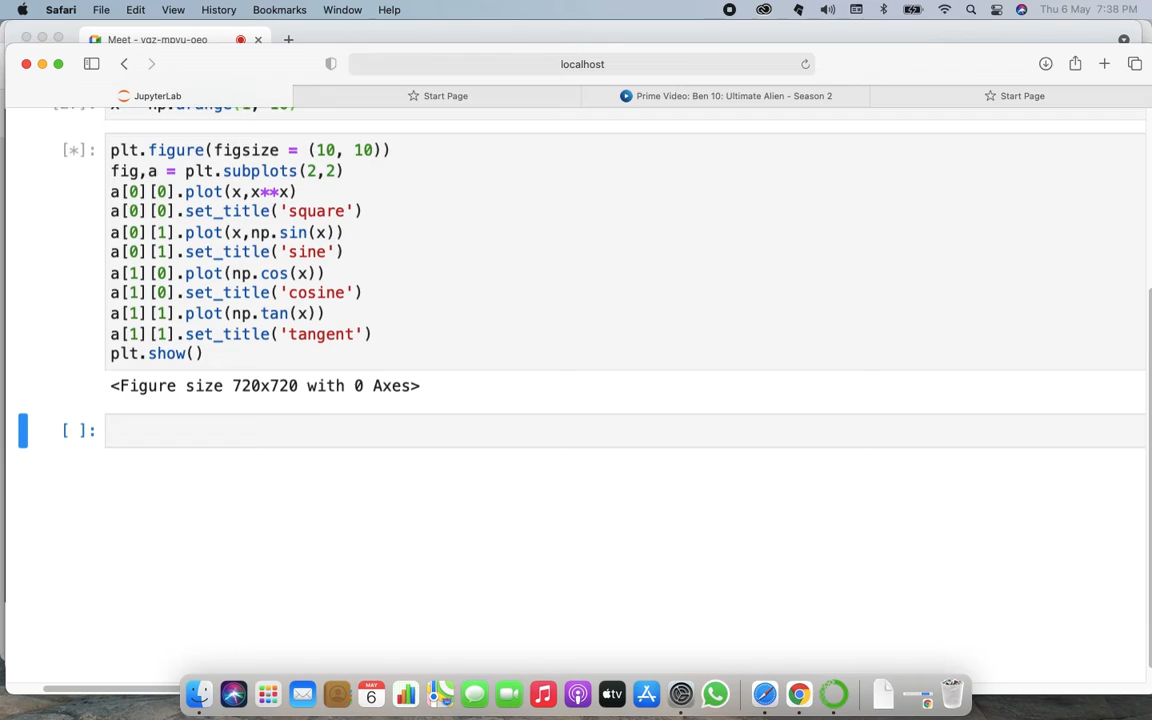 Safari File Edit View History Bookmarks Window Help Thu 6 May 7:38 PM
Meet - vgz-mpvu-oeo
localhost
JupyterLab Start Page Prime Video: Ben 10: Ultimate Alien - Season 2 Start Page
[*]: plt.figure(figsize = (10, 10))
fig,a = plt.subplots(2,2)
a[0][0].plot(x,x**x)
a[0][0].set_title('square')
a[0][1].plot(x,np.sin(x))
a[0][1].set_title('sine')
a[1][0].plot(np.cos(x))
a[1][0].set_title('cosine')
a[1][1].plot(np.tan(x))
a[1][1].set_title('tangent')
plt.show()
<Figure size 720x720 with 0 Axes>
[ ]:
MAY
6
tv